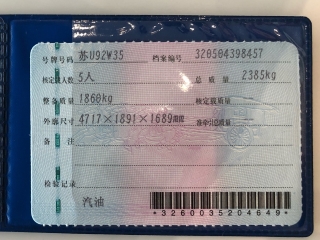 号牌号码 苏U92W35 档案编号 320504398457
核定载人数 5人 总质量 2385kg
整备质量 1860kg 核定载质量
外廓尺寸 4717×1891×1689mm 准牵引总质量
备注
检验记录
汽油
*3260035204649*